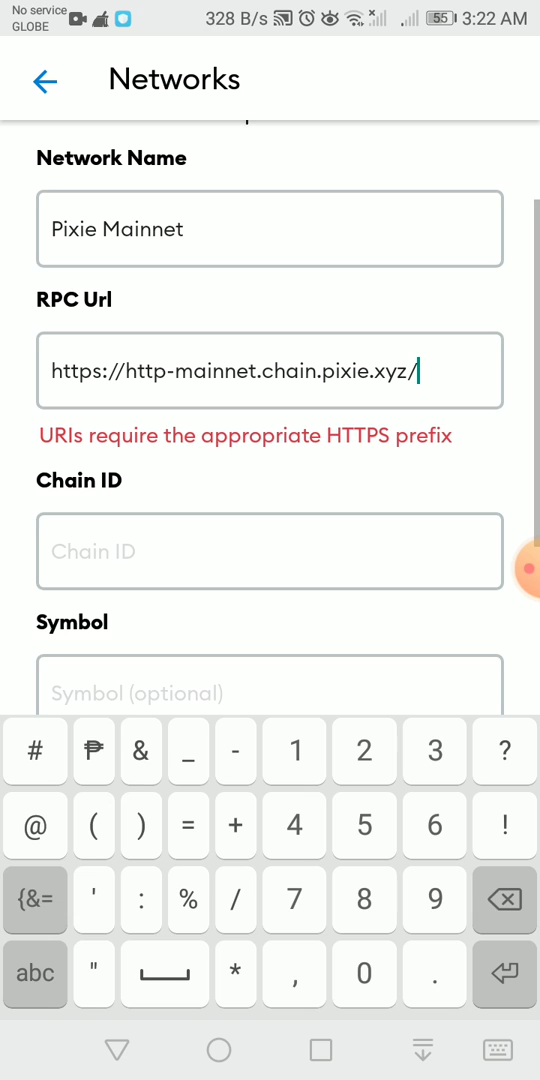 No service
GLOBE
328 B/s
55
3:22 AM
Networks
Network Name
Pixie Mainnet
RPC Url
https://http-mainnet.chain.pixie.xyz/
URIs require the appropriate HTTPS prefix
Chain ID
Chain ID
Symbol
Symbol (optional)
# ₱ & _ - 1 2 3 ?
@ ( ) = + 4 5 6 !
{&= ' : % / 7 8 9
abc " * , 0 .